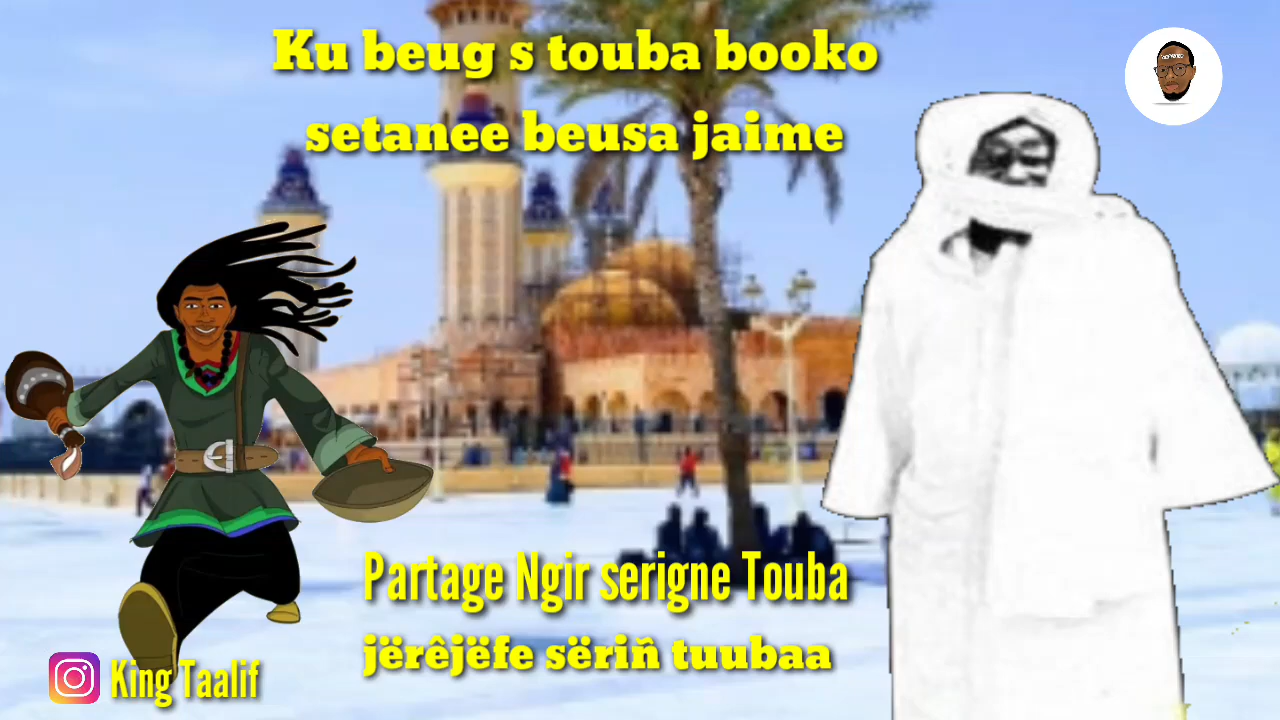 Ku beug s touba booko
setanee beusa jaime
Partage Ngir serigne Touba
jërêjëfe sëriñ tuubaa
King Taalif